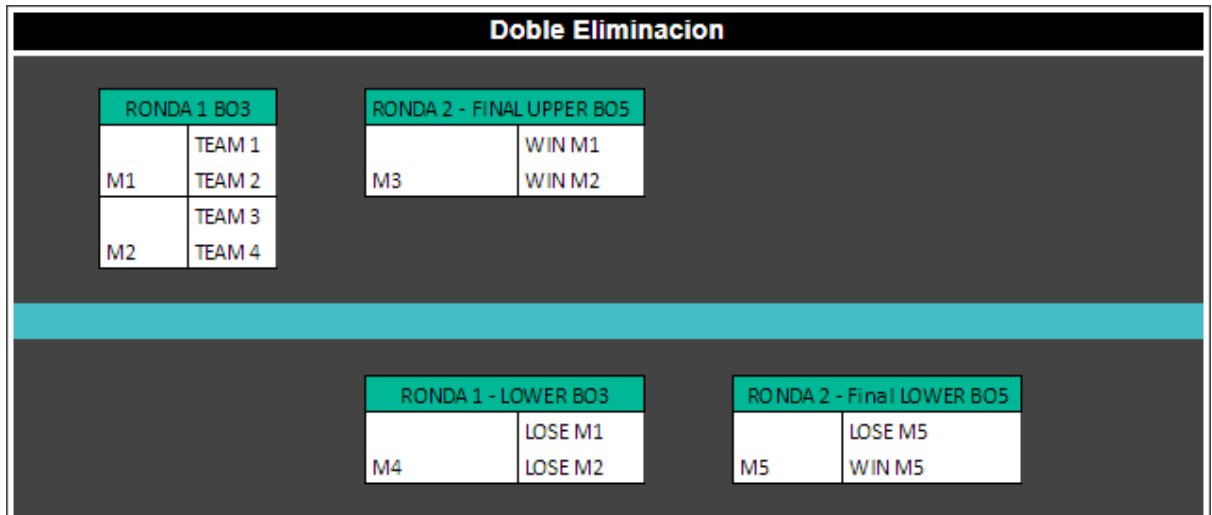 Doble Eliminacion
RONDA 1 BO3
TEAM 1
M1 TEAM 2
TEAM 3
M2 TEAM 4
RONDA 2 - FINAL UPPER BO5
WIN M1
M3 WIN M2
RONDA 1 - LOWER BO3
LOSE M1
M4 LOSE M2
RONDA 2 - Final LOWER BO5
LOSE M5
M5 WIN M5